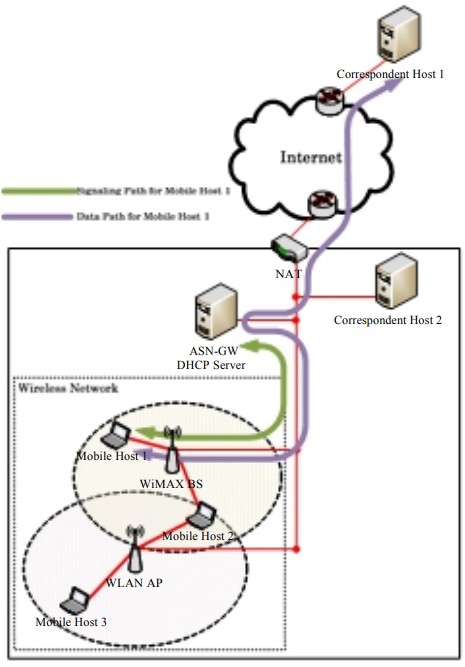 Correspondent Host 1
Internet
Signaling Path for Mobile Host 1
Data Path for Mobile Host 1
NAT
Correspondent Host 2
ASN-GW
DHCP Server
Wireless Network
Mobile Host 1
WiMAX BS
Mobile Host 2
WLAN AP
Mobile Host 3